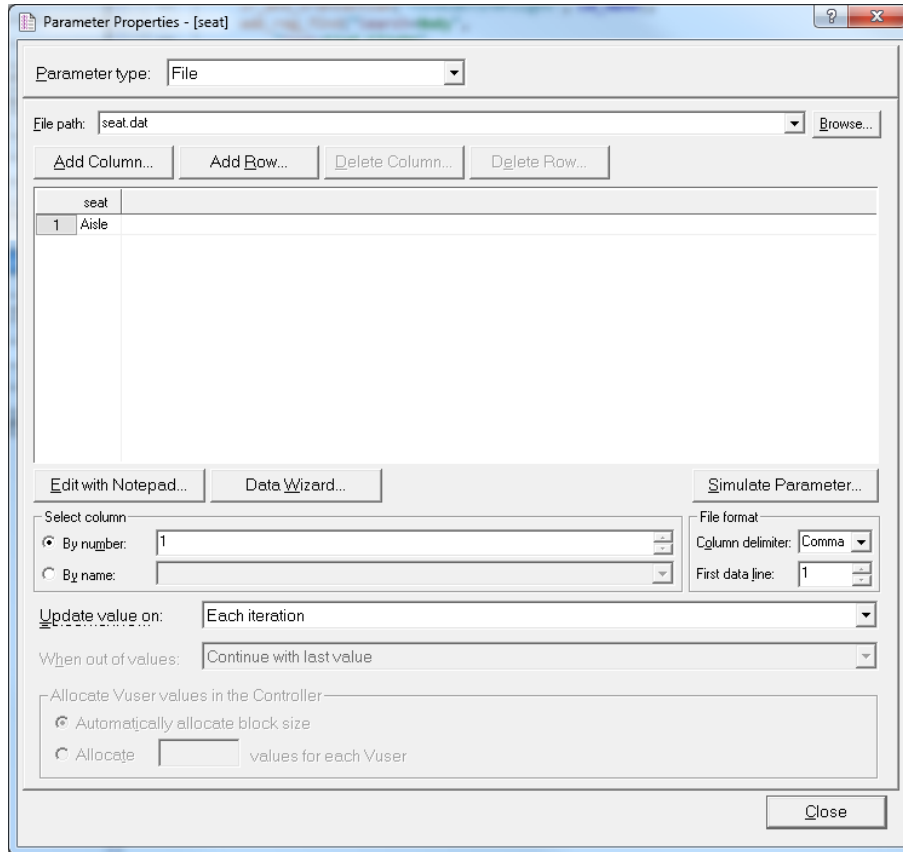 Parameter Properties - [seat]
Parameter type: File
File path: seat.dat Browse...
Add Column... Add Row... Delete Column... Delete Row...
seat
1 Aisle
Edit with Notepad... Data Wizard... Simulate Parameter...
Select column File format
By number: 1 Column delimiter: Comma
By name: First data line: 1
Update value on: Each iteration
When out of values: Continue with last value
Allocate Vuser values in the Controller
Automatically allocate block size
Allocate values for each Vuser
Close